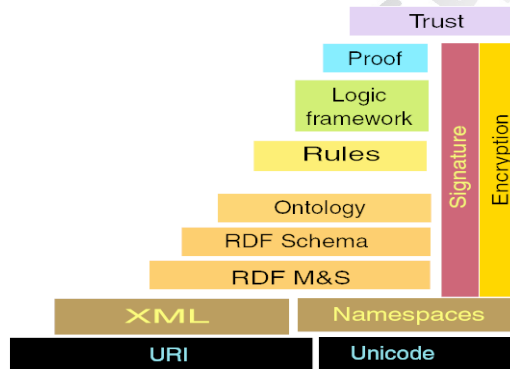 Trust
Proof
Logic
framework
Rules
Ontology
RDF Schema
RDF M&S
Signature
Encryption
XML
Namespaces
URI
Unicode